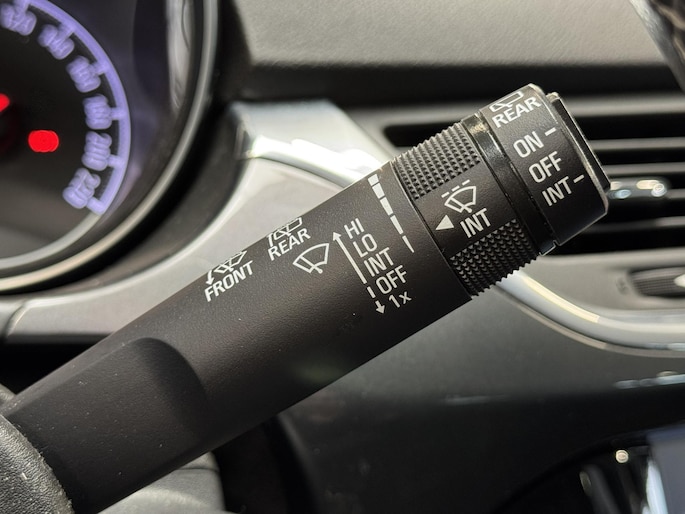 FRONT
REAR
HI
LO
INT
OFF
1x
INT
REAR
ON
OFF
INT